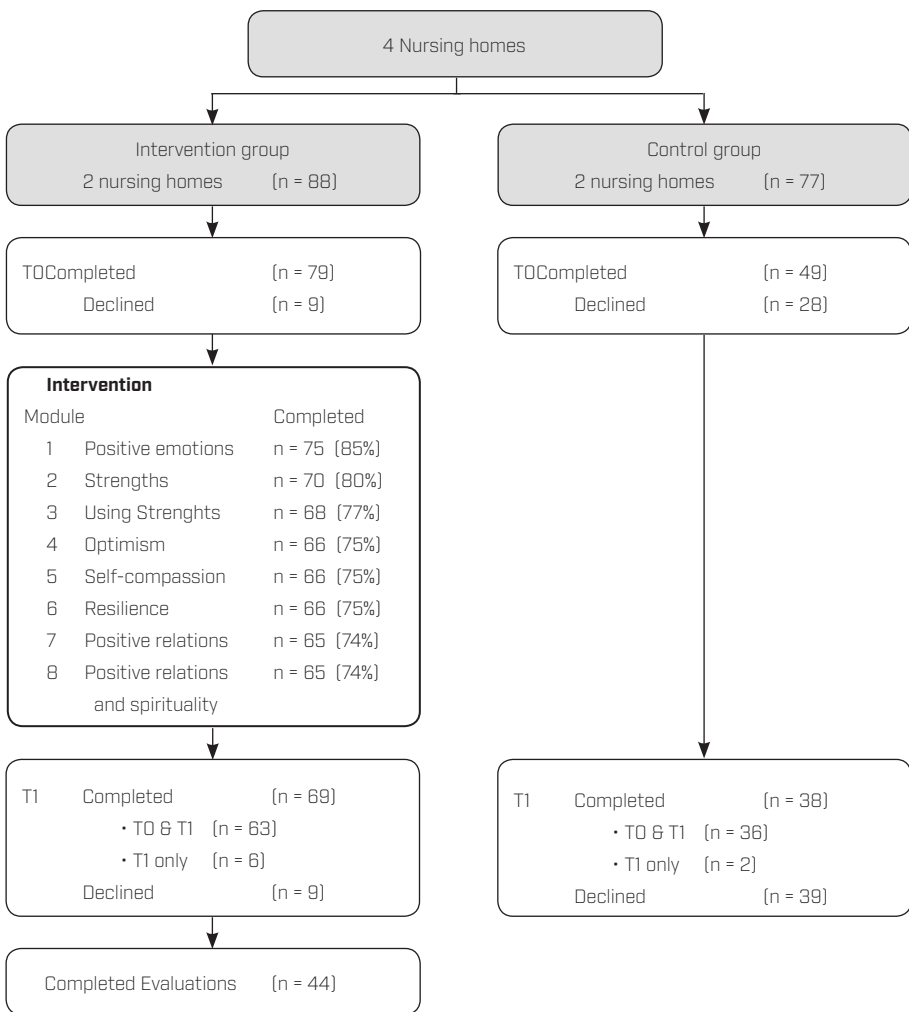 4 Nursing homes
Intervention group
2 nursing homes (n = 88)
Control group
2 nursing homes (n = 77)
T0Completed (n = 79)
Declined (n = 9)
T0Completed (n = 49)
Declined (n = 28)
Intervention
Module Completed
1 Positive emotions n = 75 (85%)
2 Strengths n = 70 (80%)
3 Using Strenghts n = 68 (77%)
4 Optimism n = 66 (75%)
5 Self-compassion n = 66 (75%)
6 Resilience n = 66 (75%)
7 Positive relations n = 65 (74%)
8 Positive relations n = 65 (74%)
and spirituality
T1 Completed (n = 69)
• T0 & T1 (n = 63)
• T1 only (n = 6)
Declined (n = 9)
T1 Completed (n = 38)
• T0 & T1 (n = 36)
• T1 only (n = 2)
Declined (n = 39)
Completed Evaluations (n = 44)